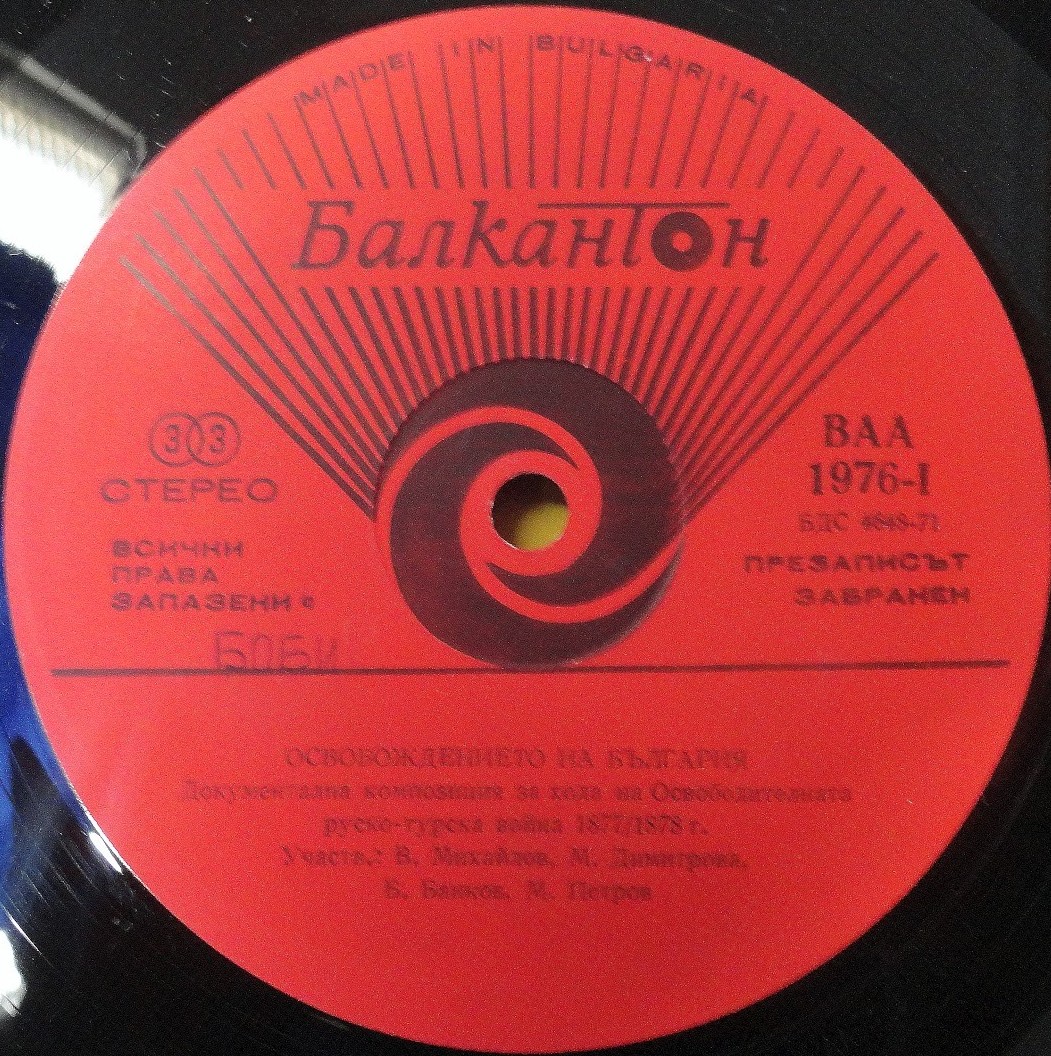 MADE IN BULGARIA
Балкантон
33
СТЕРЕО
ВСИЧКИ
ПРАВА
ЗАПАЗЕНИ
БОБИ
ВАА
1976-I
БДС 4848-71
ПРЕЗАПИСЪТ
ЗАБРАНЕН
ОСВОБОЖДЕНИЕТО НА БЪЛГАРИЯ
Документална композиция за хода на Освободителната
руско-турска война 1877/1878 г.
Участв.: В. Михайлов, М. Димитрова,
Б. Банков, М. Петров